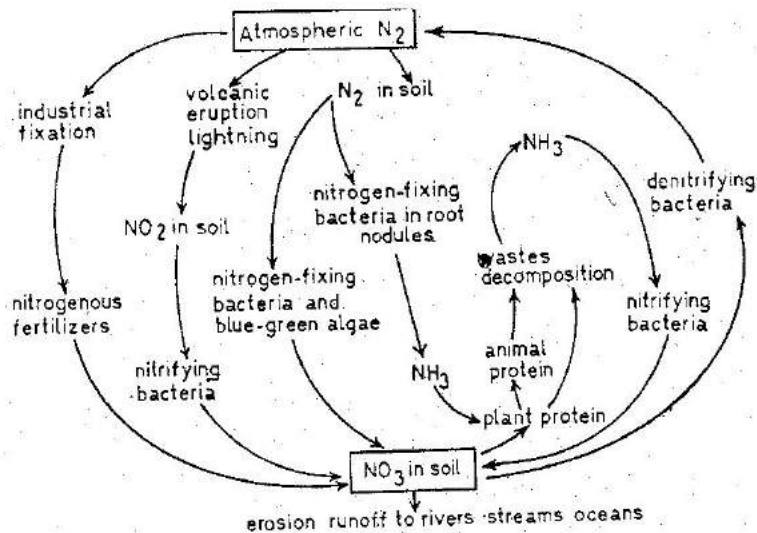 Atmospheric N2
industrial
fixation
volcanic
eruption
lightning
N2 in soil
NH3
denitrifying
bacteria
nitrogen-fixing
bacteria in root
nodules
NO2 in soil
wastes
decomposition
nitrogenous
fertilizers
nitrogen-fixing
bacteria and
blue-green algae
nitrifying
bacteria
animal
protein
nitrifying
bacteria
NH3
plant protein
NO3 in soil
erosion runoff to rivers streams oceans